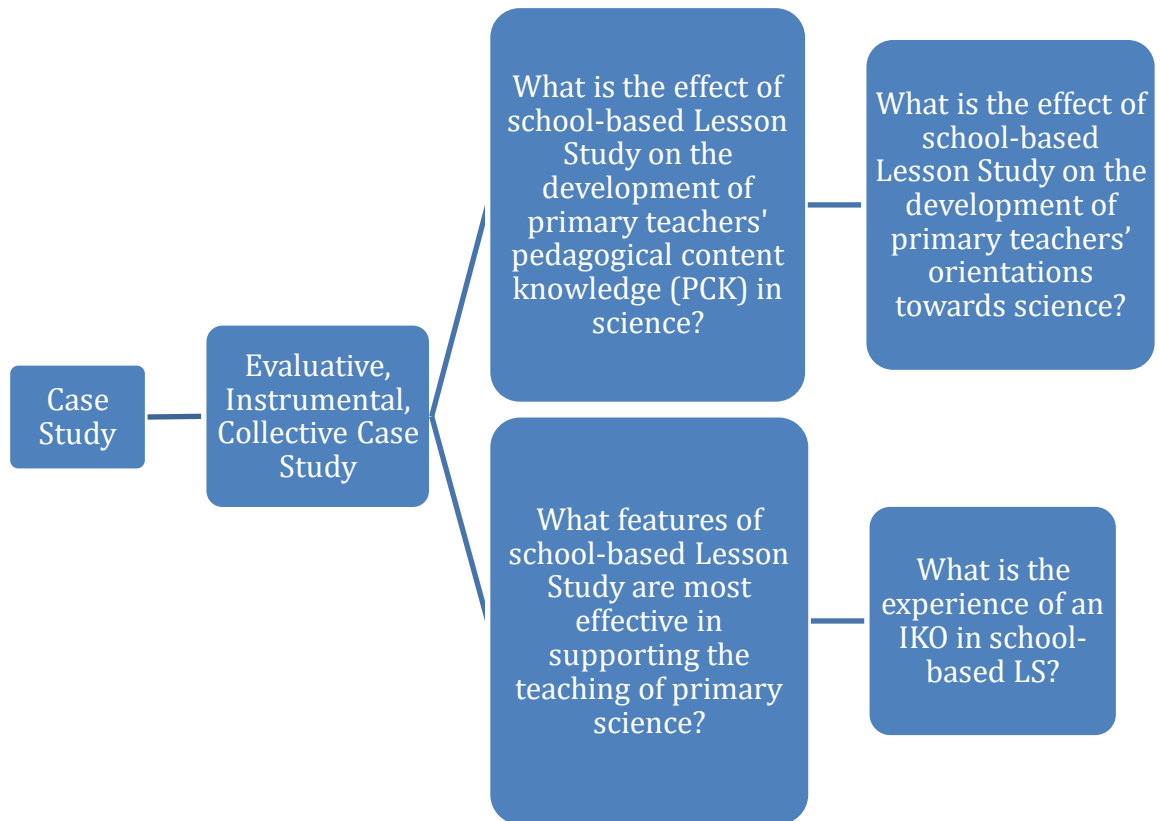 Case
Study
Evaluative,
Instrumental,
Collective Case
Study
What is the effect of
school-based Lesson
Study on the
development of
primary teachers'
pedagogical content
knowledge (PCK) in
science?
What is the effect of
school-based
Lesson Study on the
development of
primary teachers’
orientations
towards science?
What features of
school-based Lesson
Study are most
effective in
supporting the
teaching of primary
science?
What is the
experience of an
IKO in school-
based LS?